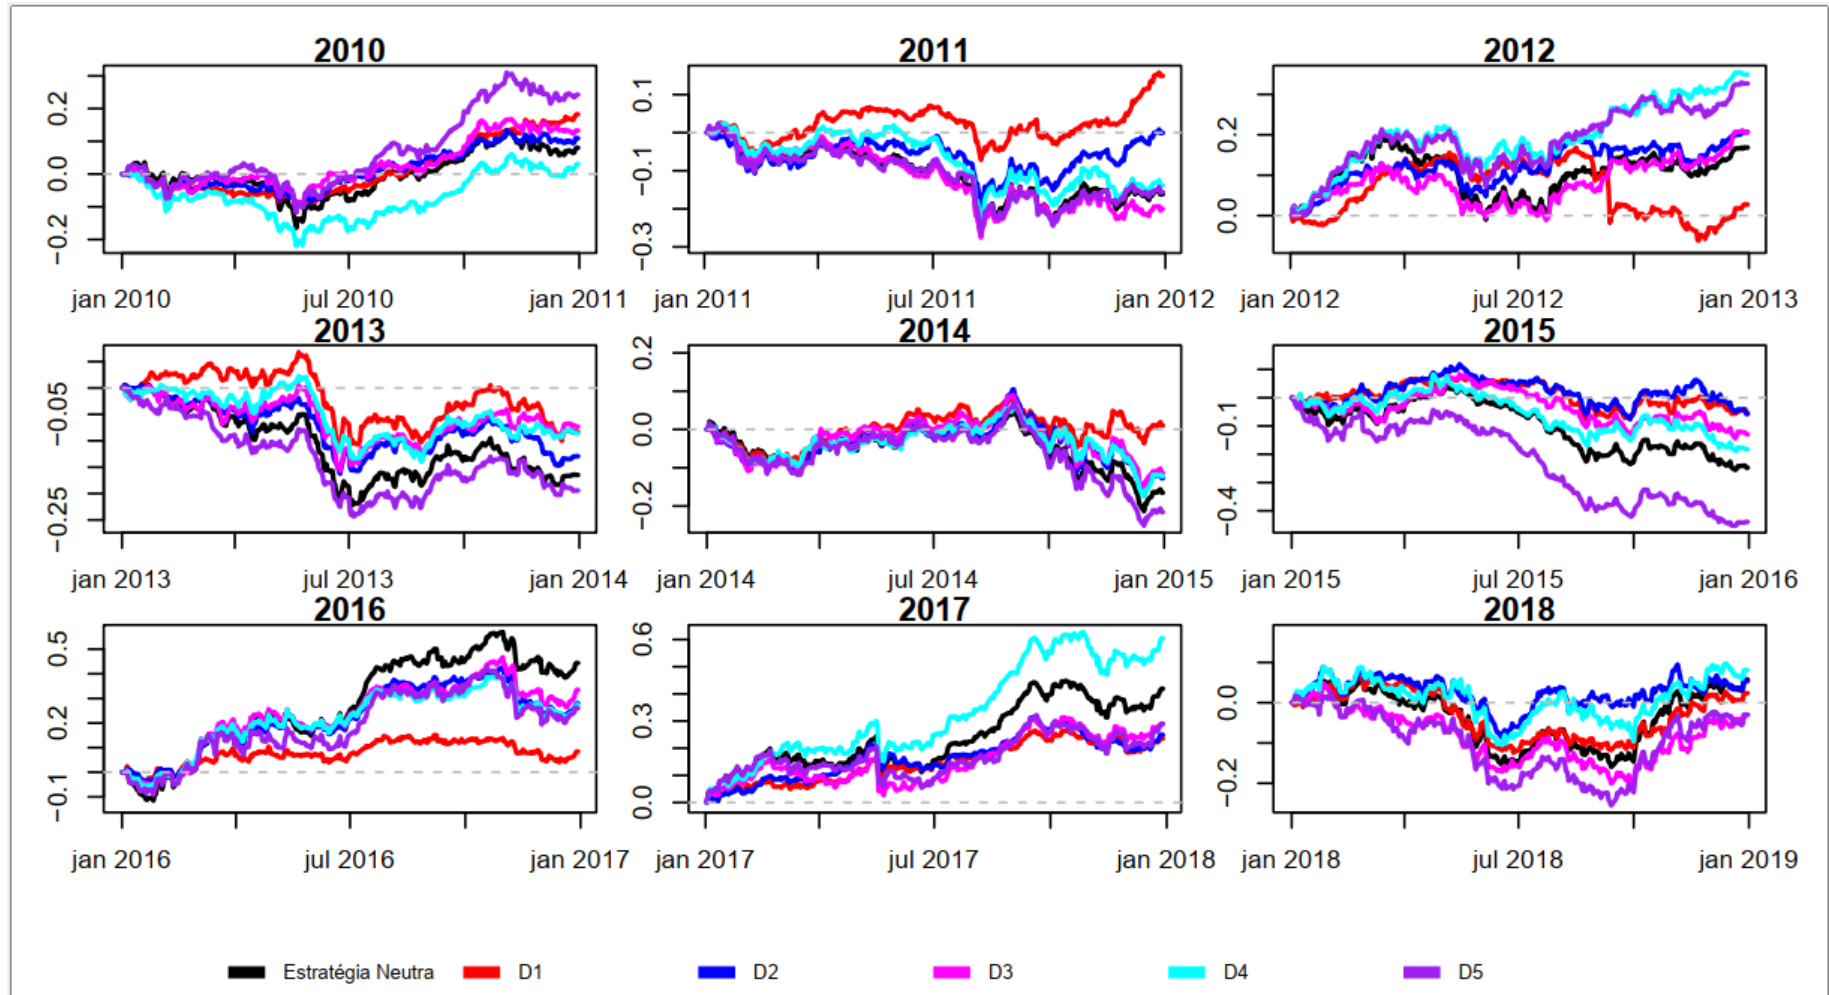 2010 2011 2012
0.2
0.0
−0.2
jan 2010 jul 2010 jan 2011
0.1
−0.1
−0.3
jan 2011 jul 2011 jan 2012
0.2
0.0
jan 2012 jul 2012 jan 2013
2013 2014 2015
−0.05
−0.25
jan 2013 jul 2013 jan 2014
0.2
0.0
−0.2
jan 2014 jul 2014 jan 2015
−0.1
−0.4
jan 2015 jul 2015 jan 2016
2016 2017 2018
0.5
0.2
−0.1
jan 2016 jul 2016 jan 2017
0.6
0.3
0.0
jan 2017 jul 2017 jan 2018
0.0
−0.2
jan 2018 jul 2018 jan 2019
Estratégia Neutra D1 D2 D3 D4 D5